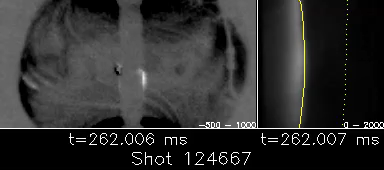 -500 - 1000
0 - 2000
t=262.006 ms
t=262.007 ms
Shot 124667